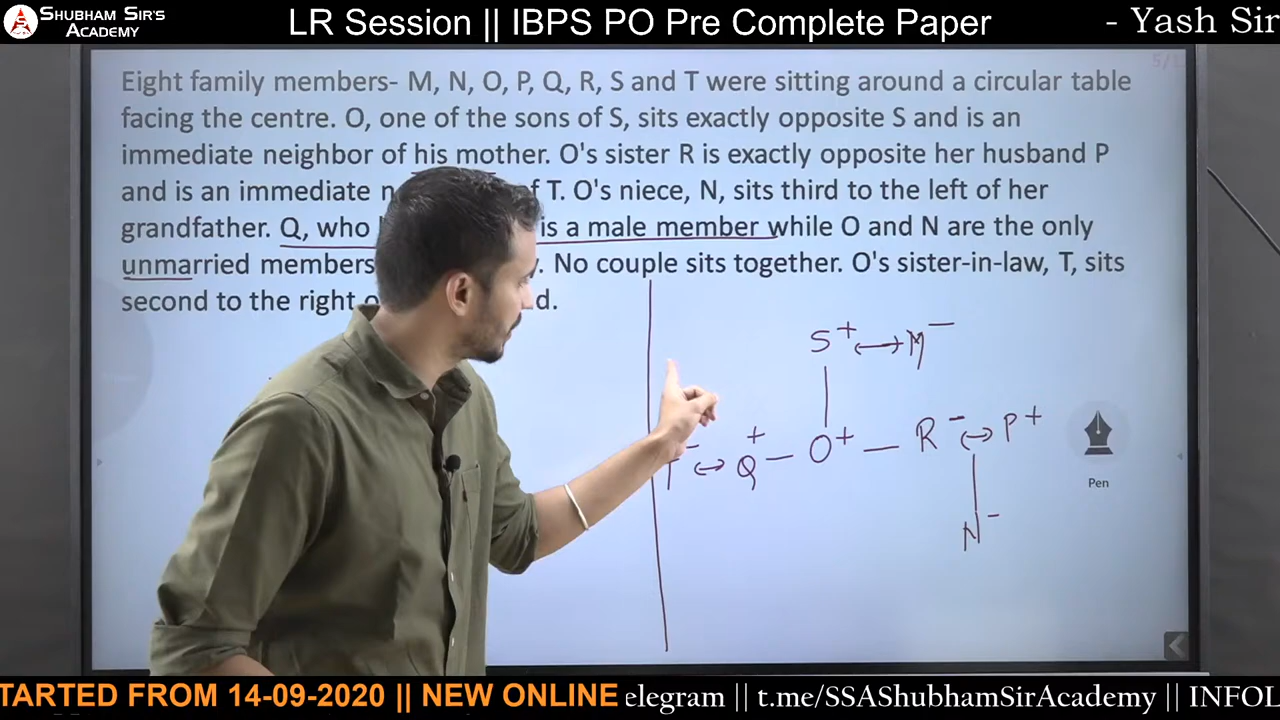 SHUBHAM SIR'S
ACADEMY
LR Session || IBPS PO Pre Complete Paper
- Yash Sir
Eight family members- M, N, O, P, Q, R, S and T were sitting around a circular table
facing the centre. O, one of the sons of S, sits exactly opposite S and is an
immediate neighbor of his mother. O's sister R is exactly opposite her husband P
and is an immediate of T. O's niece, N, sits third to the left of her
grandfather. Q, who is a male member while O and N are the only
unmarried members No couple sits together. O's sister-in-law, T, sits
second to the right
S+ ↔ M−
T− ↔ Q+ — O+ — R− ↔ P+
N−
Pen
TARTED FROM 14-09-2020 || NEW ONLINE elegram || t.me/SSAShubhamSirAcademy || INFOL